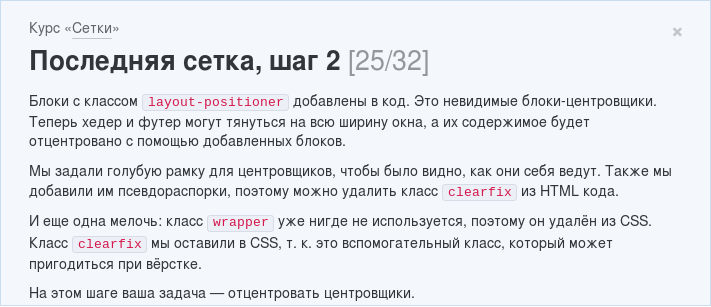 Курс «Сетки»
×
Последняя сетка, шаг 2 [25/32]
Блоки с классом layout-positioner добавлены в код. Это невидимые блоки-центровщики.
Теперь хедер и футер могут тянуться на всю ширину окна, а их содержимое будет
отцентровано с помощью добавленных блоков.
Мы задали голубую рамку для центровщиков, чтобы было видно, как они себя ведут. Также мы
добавили им псевдораспорки, поэтому можно удалить класс clearfix из HTML кода.
И еще одна мелочь: класс wrapper уже нигде не используется, поэтому он удалён из CSS.
Класс clearfix мы оставили в CSS, т. к. это вспомогательный класс, который может
пригодиться при вёрстке.
На этом шаге ваша задача — отцентровать центровщики.